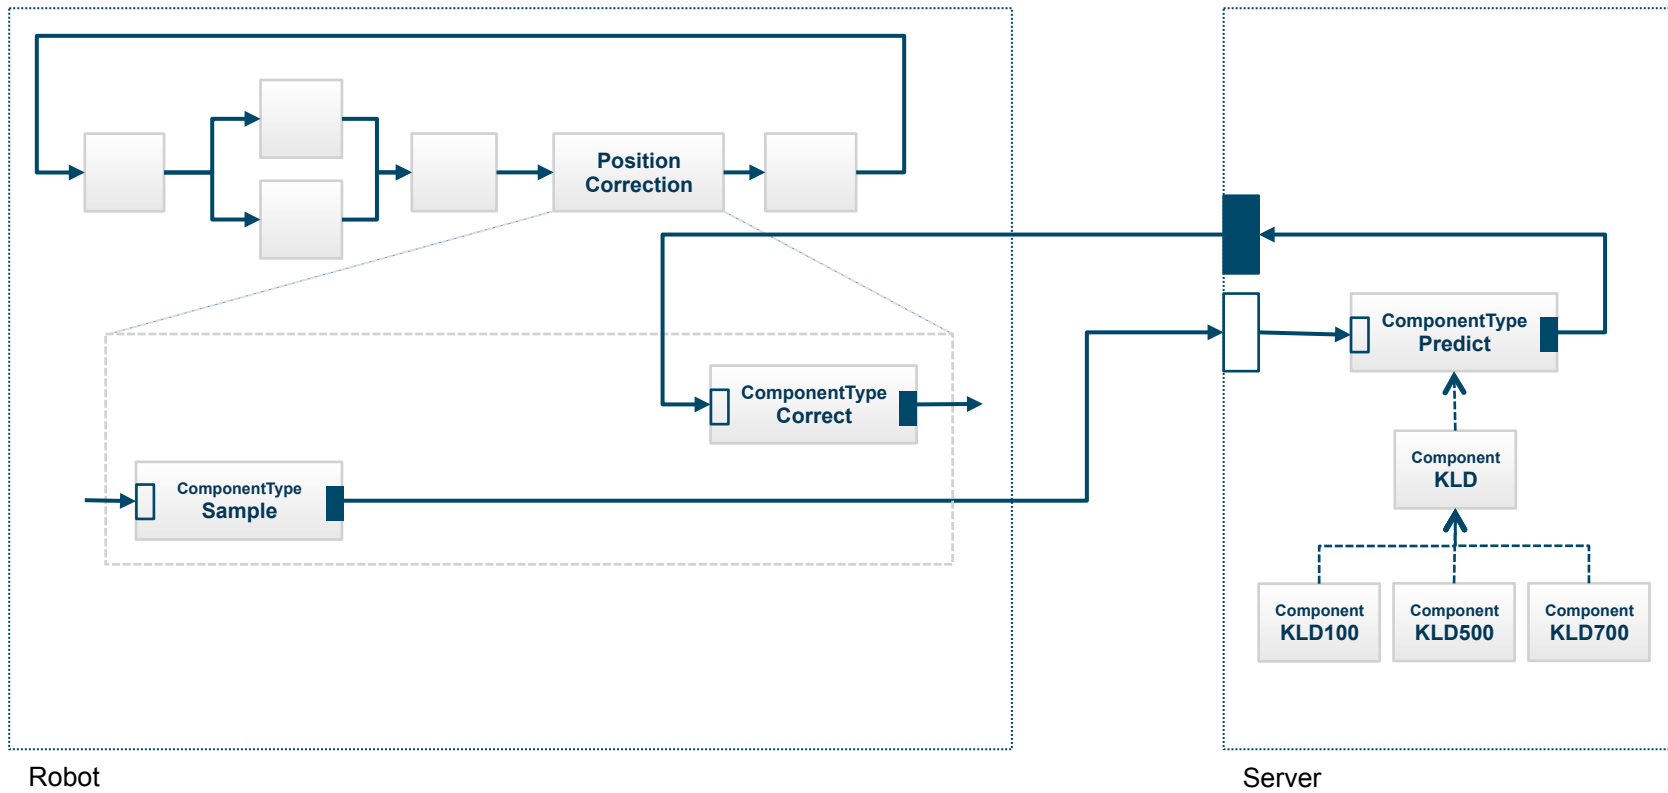 Position
Correction
ComponentType
Predict
ComponentType
Correct
Component
KLD
ComponentType
Sample
Component
KLD100
Component
KLD500
Component
KLD700
Robot
Server